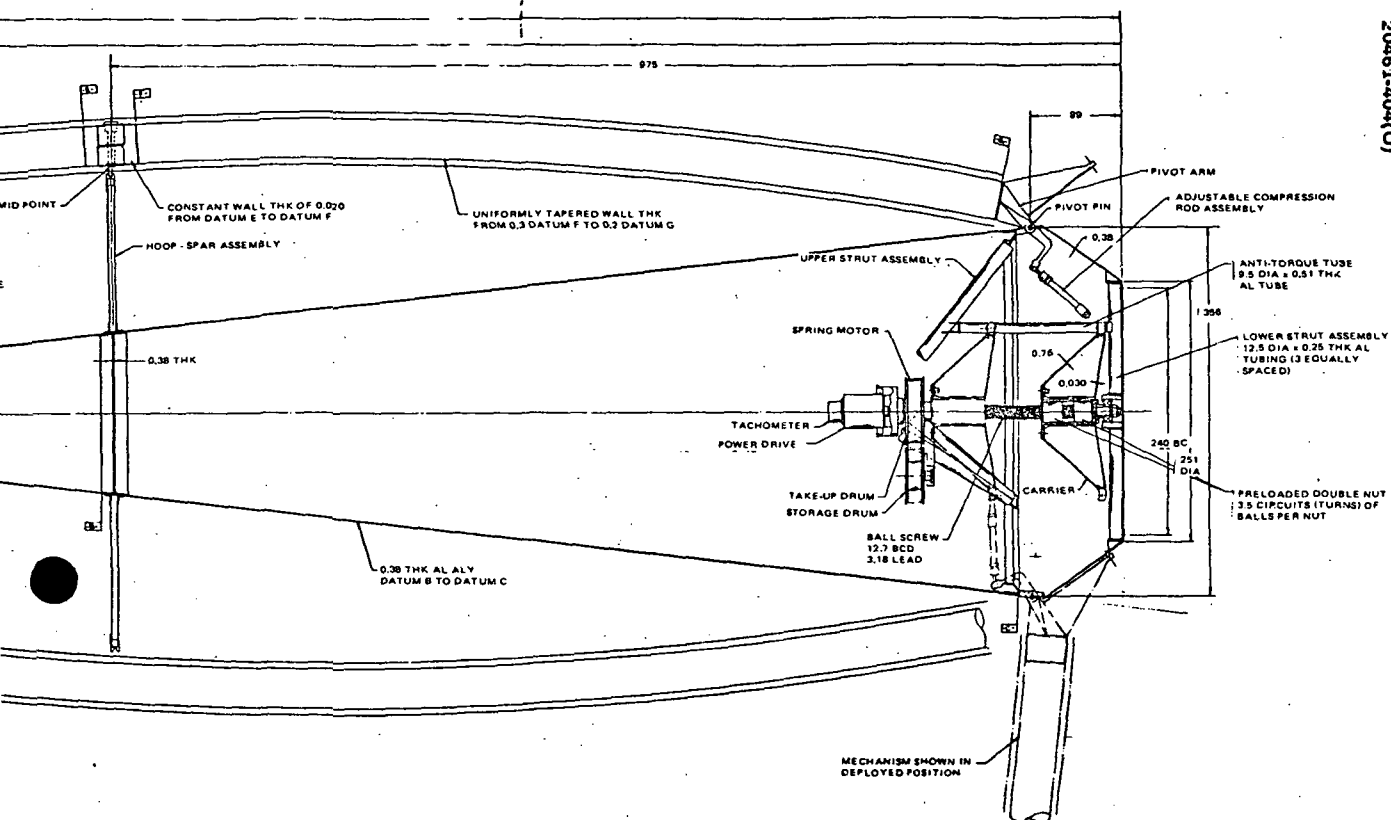 975
89
204-61-404(C)
PIVOT ARM
ADJUSTABLE COMPRESSION
ROD ASSEMBLY
PIVOT PIN
MID POINT
CONSTANT WALL THK OF 0.020
FROM DATUM E TO DATUM F
UNIFORMLY TAPERED WALL THK
FROM 0,3 DATUM F TO 0,2 DATUM G
HOOP - SPAR ASSEMBLY
0,38
UPPER STRUT ASSEMBLY
ANTI-TORQUE TUBE
9.5 DIA x 0.51 THK
AL TUBE
356
SPRING MOTOR
LOWER STRUT ASSEMBLY
12.5 DIA x 0.25 THK AL
TUBING (3 EQUALLY
SPACED)
0,38 THK
0.76
0,030
TACHOMETER
POWER DRIVE
240 BC
251
DIA
CARRIER
TAKE-UP DRUM
STORAGE DRUM
PRELOADED DOUBLE NUT
3.5 CIRCUITS (TURNS) OF
BALLS PER NUT
BALL SCREW
12.7 BCD
3,18 LEAD
0.38 THK AL ALY
DATUM B TO DATUM C
MECHANISM SHOWN IN
DEPLOYED POSITION